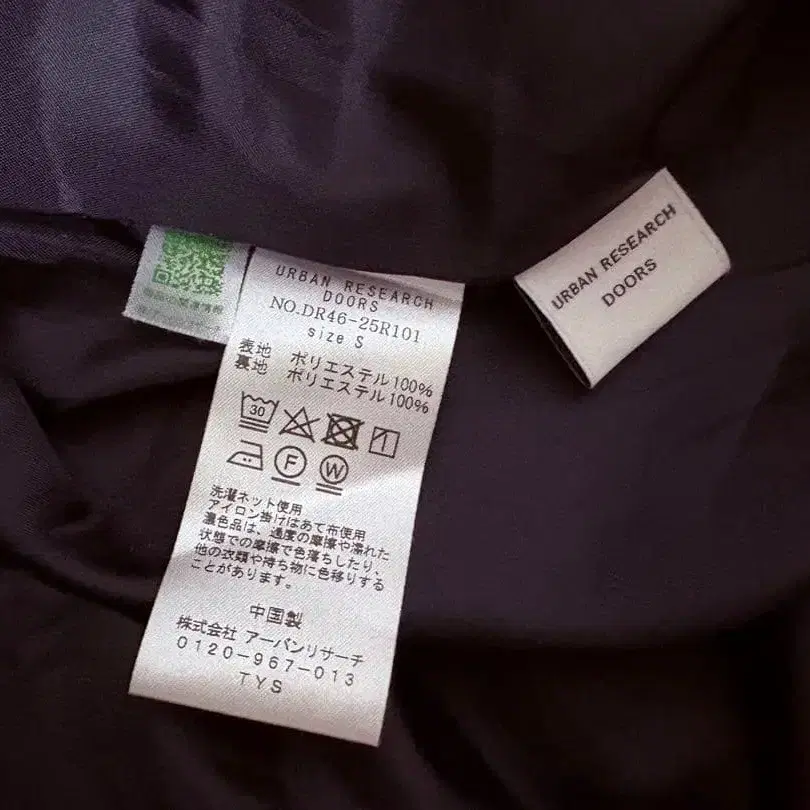 URBAN RESEARCH
DOORS
NO.DR46-25R101
size S
表地 ポリエステル100%
裏地 ポリエステル100%
30
F
W
洗濯ネット使用
アイロン掛けはあて布使用
濃色品は、過度の摩擦や濡れた
状態での摩擦で色落ちしたり、
他の衣類や持ち物に色移りする
ことがあります。
中国製
株式会社 アーバンリサーチ
0120-967-013
TYS
URBAN RESEARCH
DOORS